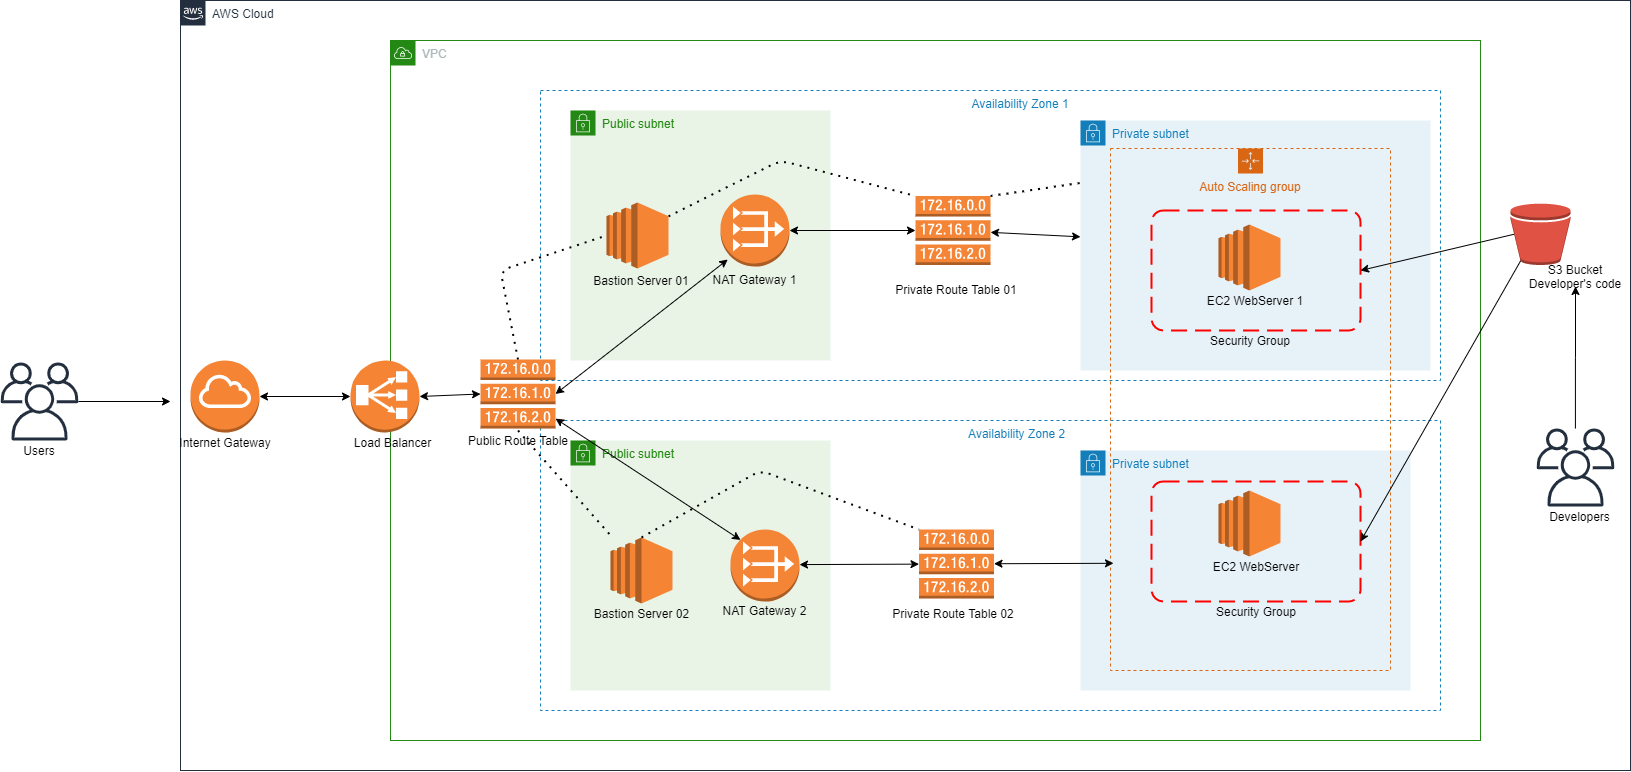 aws
AWS Cloud
VPC
Availability Zone 1
Public subnet
Private subnet
Auto Scaling group
172.16.0.0
172.16.1.0
172.16.2.0
Bastion Server 01
NAT Gateway 1
Private Route Table 01
EC2 WebServer 1
Security Group
S3 Bucket
Developer's code
172.16.0.0
172.16.1.0
172.16.2.0
Users
Internet Gateway
Load Balancer
Public Route Table
Availability Zone 2
Public subnet
Private subnet
Developers
172.16.0.0
172.16.1.0
172.16.2.0
Bastion Server 02
NAT Gateway 2
Private Route Table 02
EC2 WebServer
Security Group